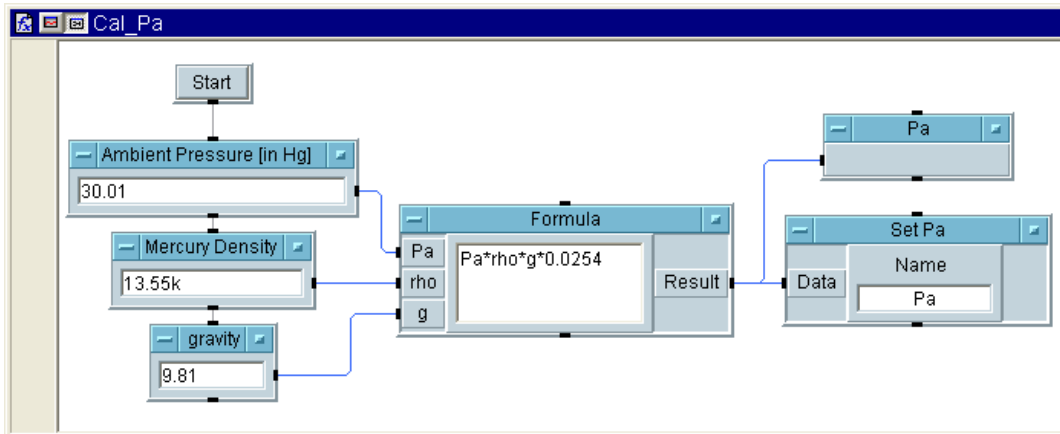 Cal_Pa
Start
Ambient Pressure [in Hg]
30.01
Mercury Density
13.55k
gravity
9.81
Formula
Pa
rho
g
Pa*rho*g*0.0254
Result
Pa
Set Pa
Data
Name
Pa